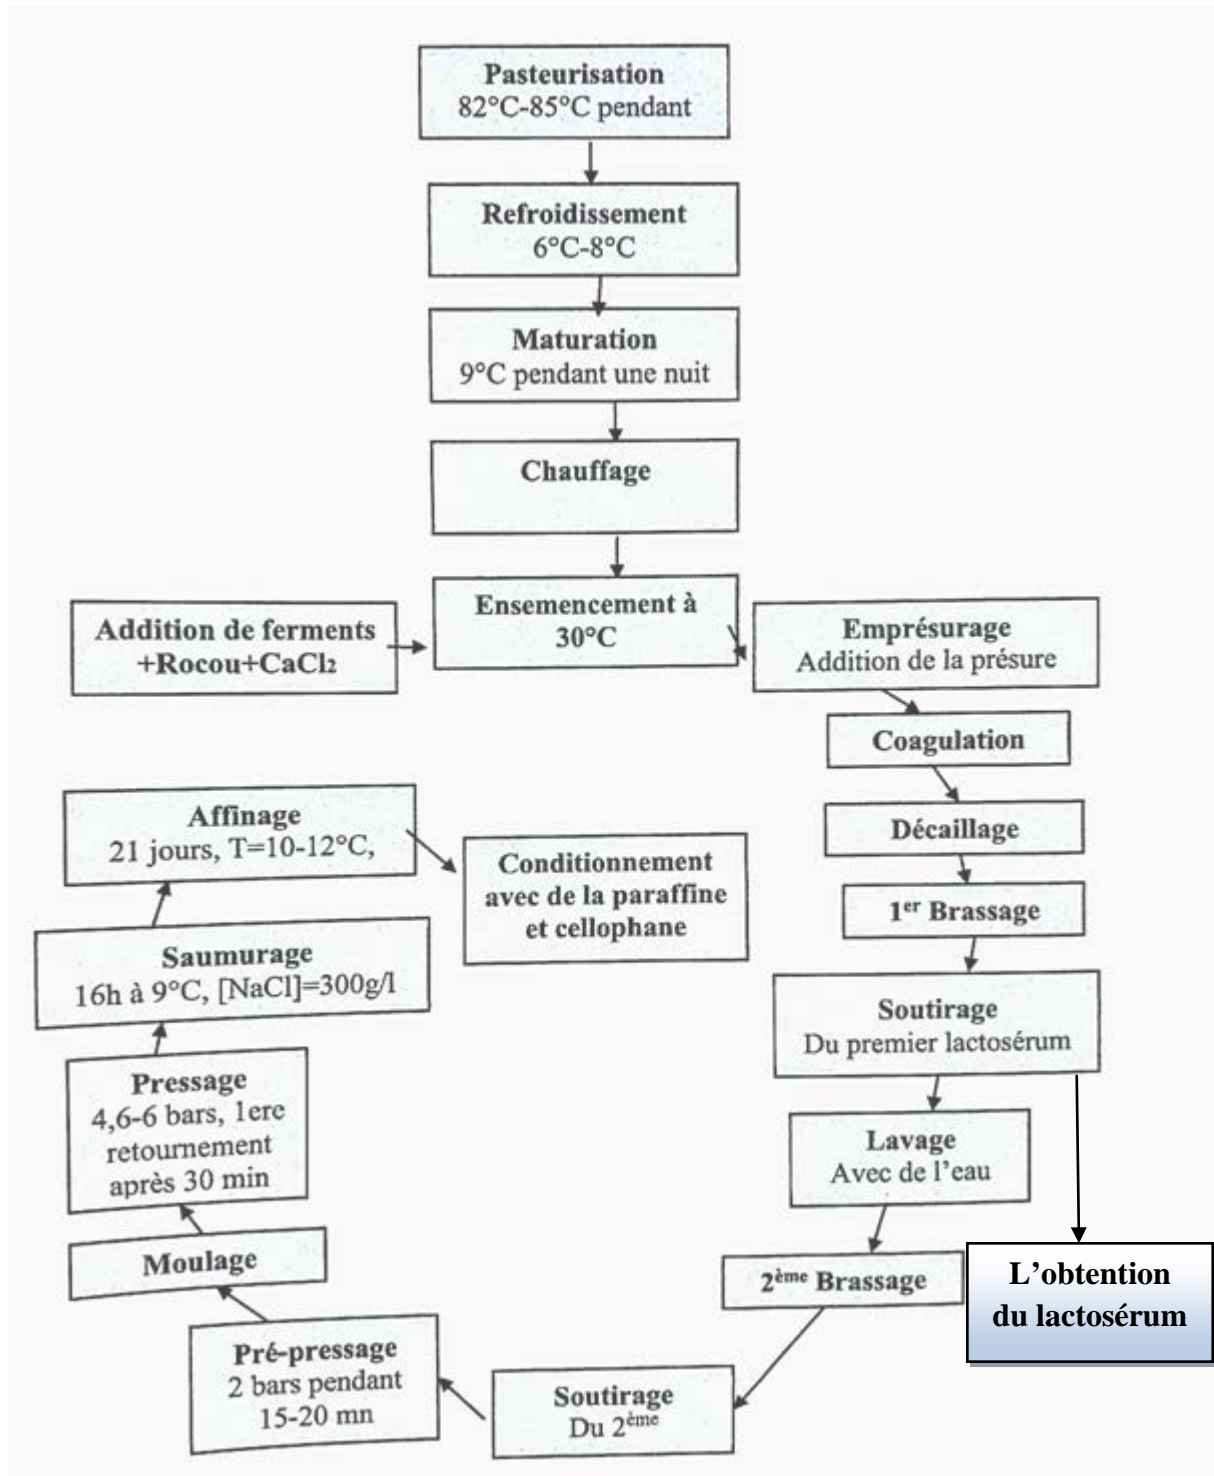 Pasteurisation
82°C-85°C pendant
Refroidissement
6°C-8°C
Maturation
9°C pendant une nuit
Chauffage
Ensemencement à
30°C
Addition de ferments
+Rocou+CaCl₂
Emprésurage
Addition de la présure
Coagulation
Décaillage
1er Brassage
Soutirage
Du premier lactosérum
Lavage
Avec de l'eau
L'obtention
du lactosérum
2ème Brassage
Soutirage
Du 2ème
Pré-pressage
2 bars pendant
15-20 mn
Moulage
Pressage
4,6-6 bars, 1ere
retournement
après 30 min
Saumurage
16h à 9°C, [NaCl]=300g/l
Affinage
21 jours, T=10-12°C,
Conditionnement
avec de la paraffine
et cellophane